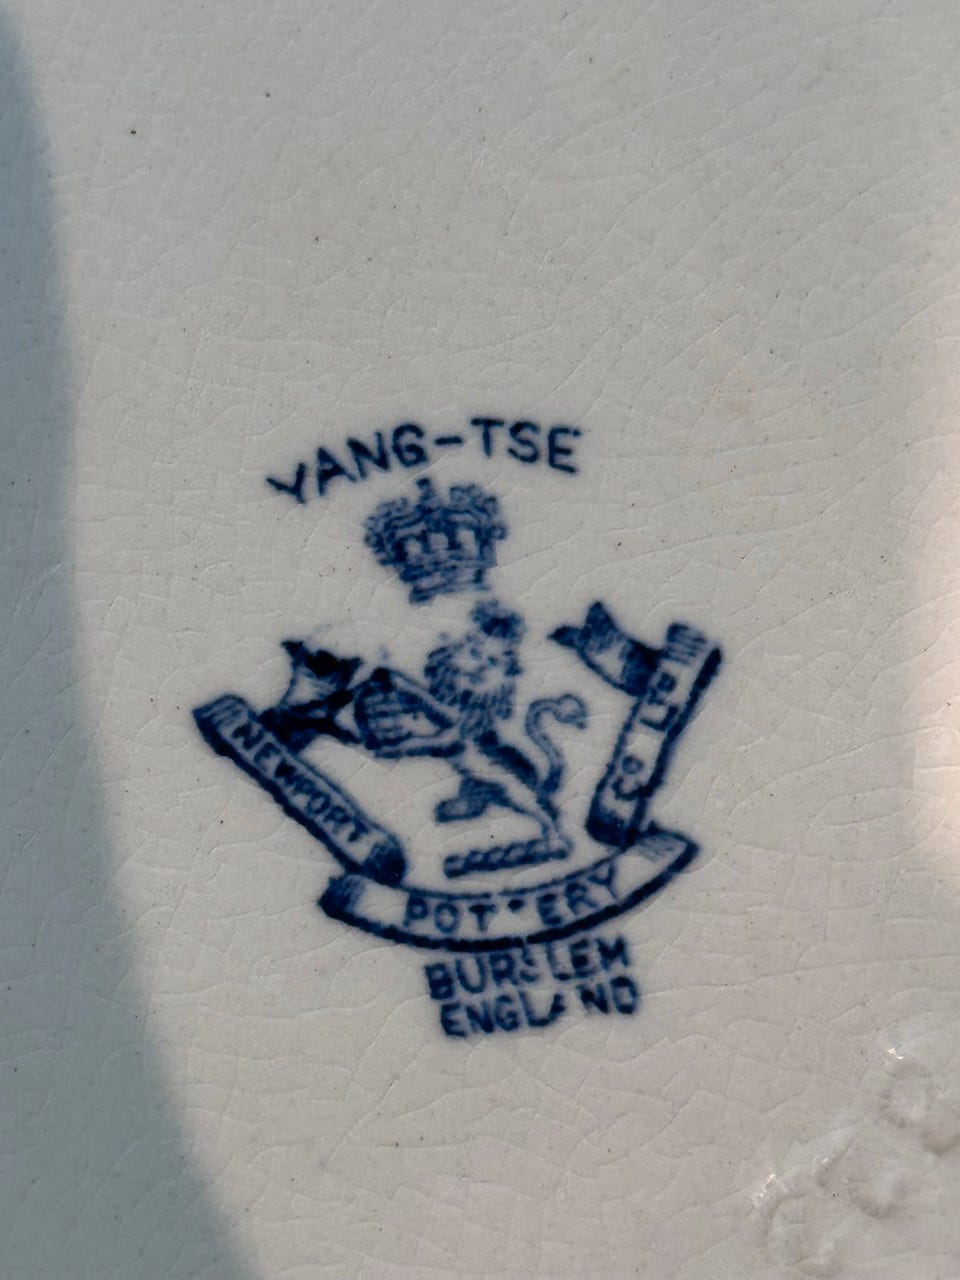 YANG-TSE
NEWPORT
POTTERY
CO LTD
BURSLEM
ENGLAND